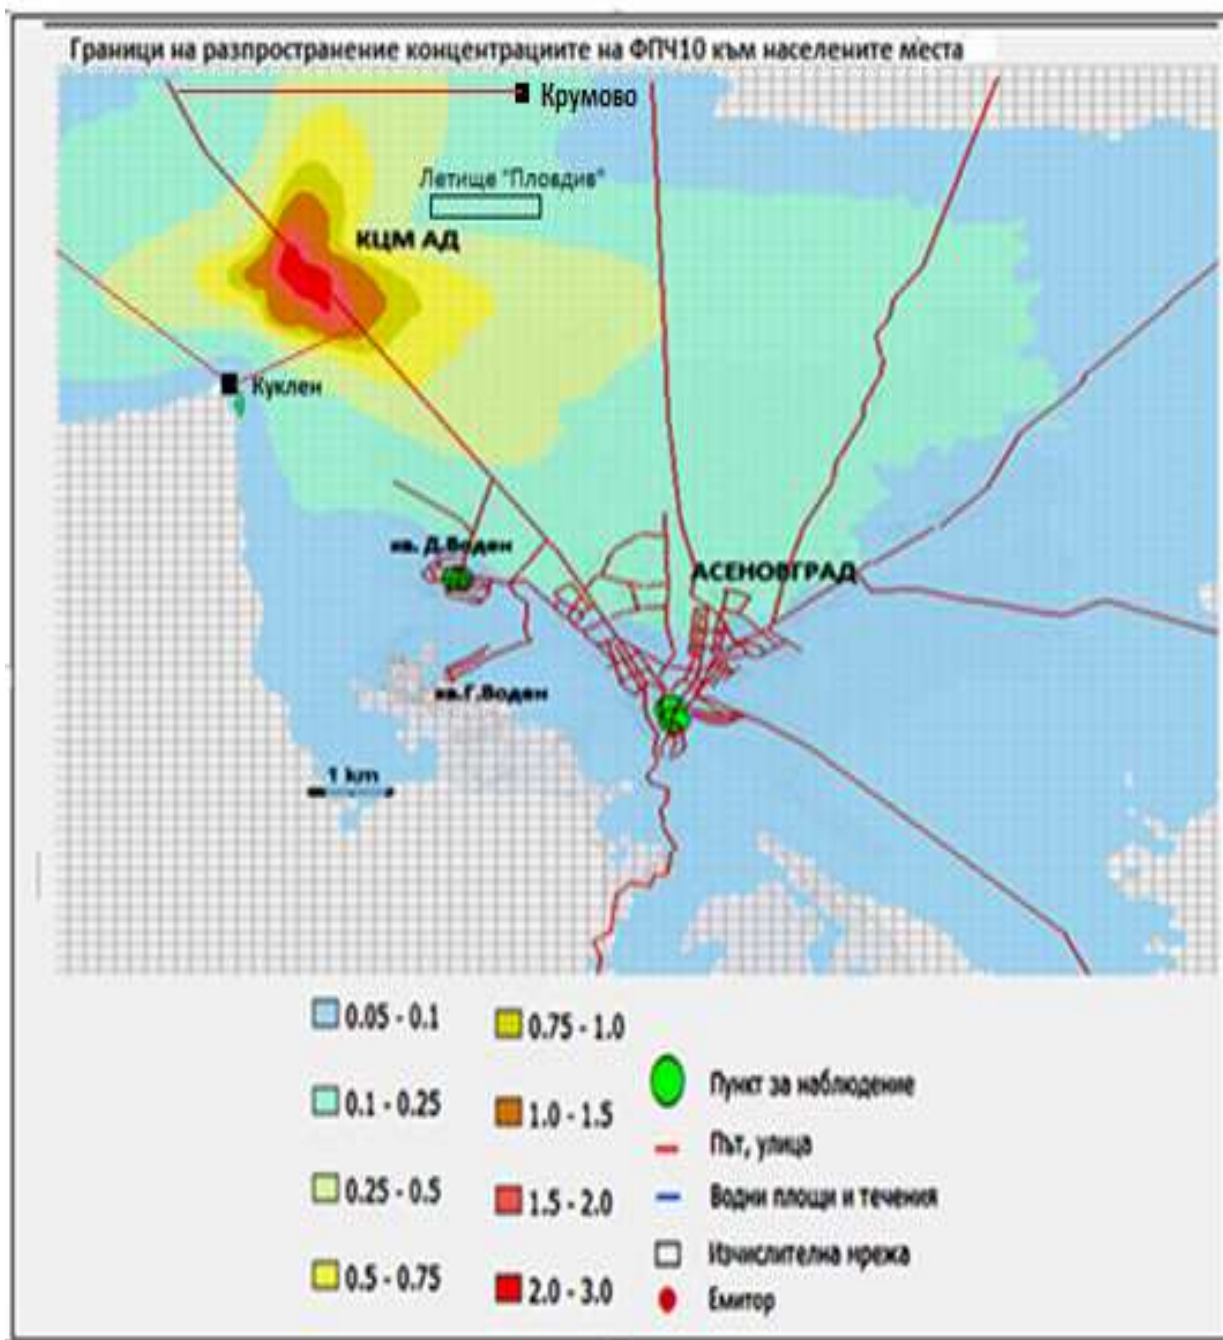 Граници на разпространение концентрациите на ФПЧ10 към населените места
Крумово
Летище "Пловдив"
КЦМ АД
Куклен
кв. Д.Воден
АСЕНОВГРАД
кв.Г.Воден
1 km
0.05 - 0.1
0.1 - 0.25
0.25 - 0.5
0.5 - 0.75
0.75 - 1.0
1.0 - 1.5
1.5 - 2.0
2.0 - 3.0
Пункт за наблюдение
Път, улица
Водни площи и течения
Изчислителна мрежа
Емитор